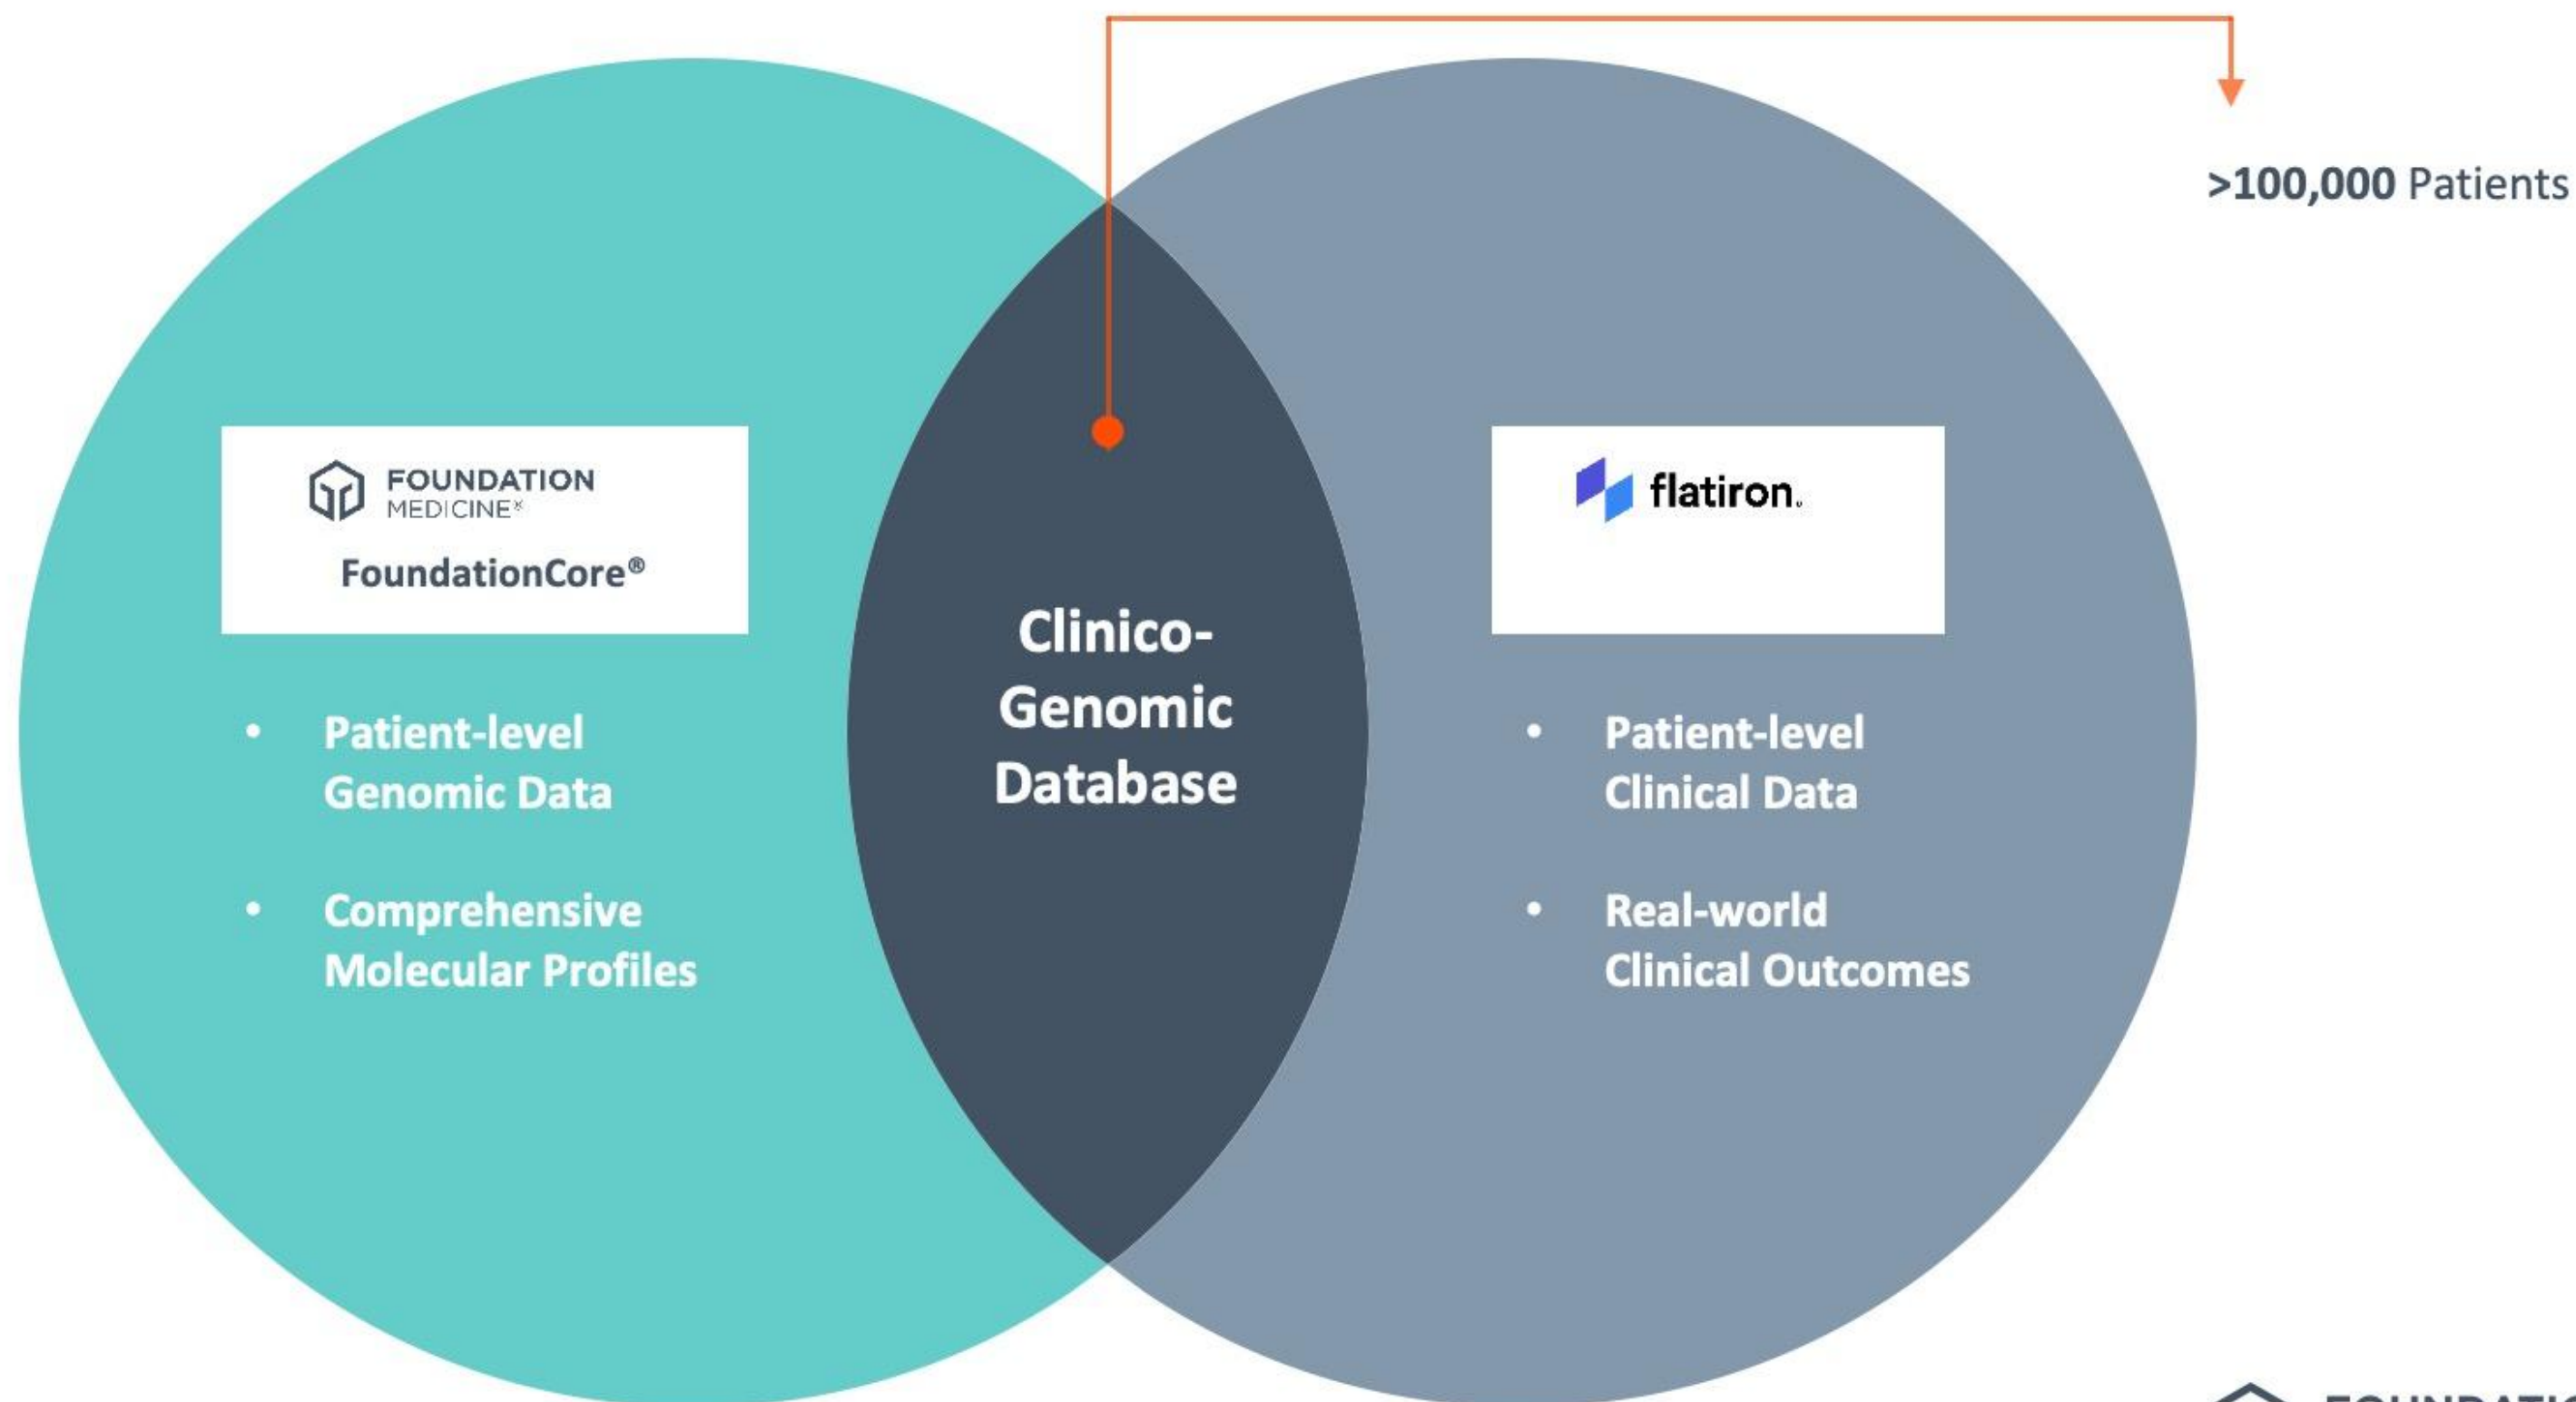 >100,000 Patients
FOUNDATION
MEDICINE®
FoundationCore®
• Patient-level
Genomic Data
• Comprehensive
Molecular Profiles
Clinico-
Genomic
Database
flatiron.
• Patient-level
Clinical Data
• Real-world
Clinical Outcomes